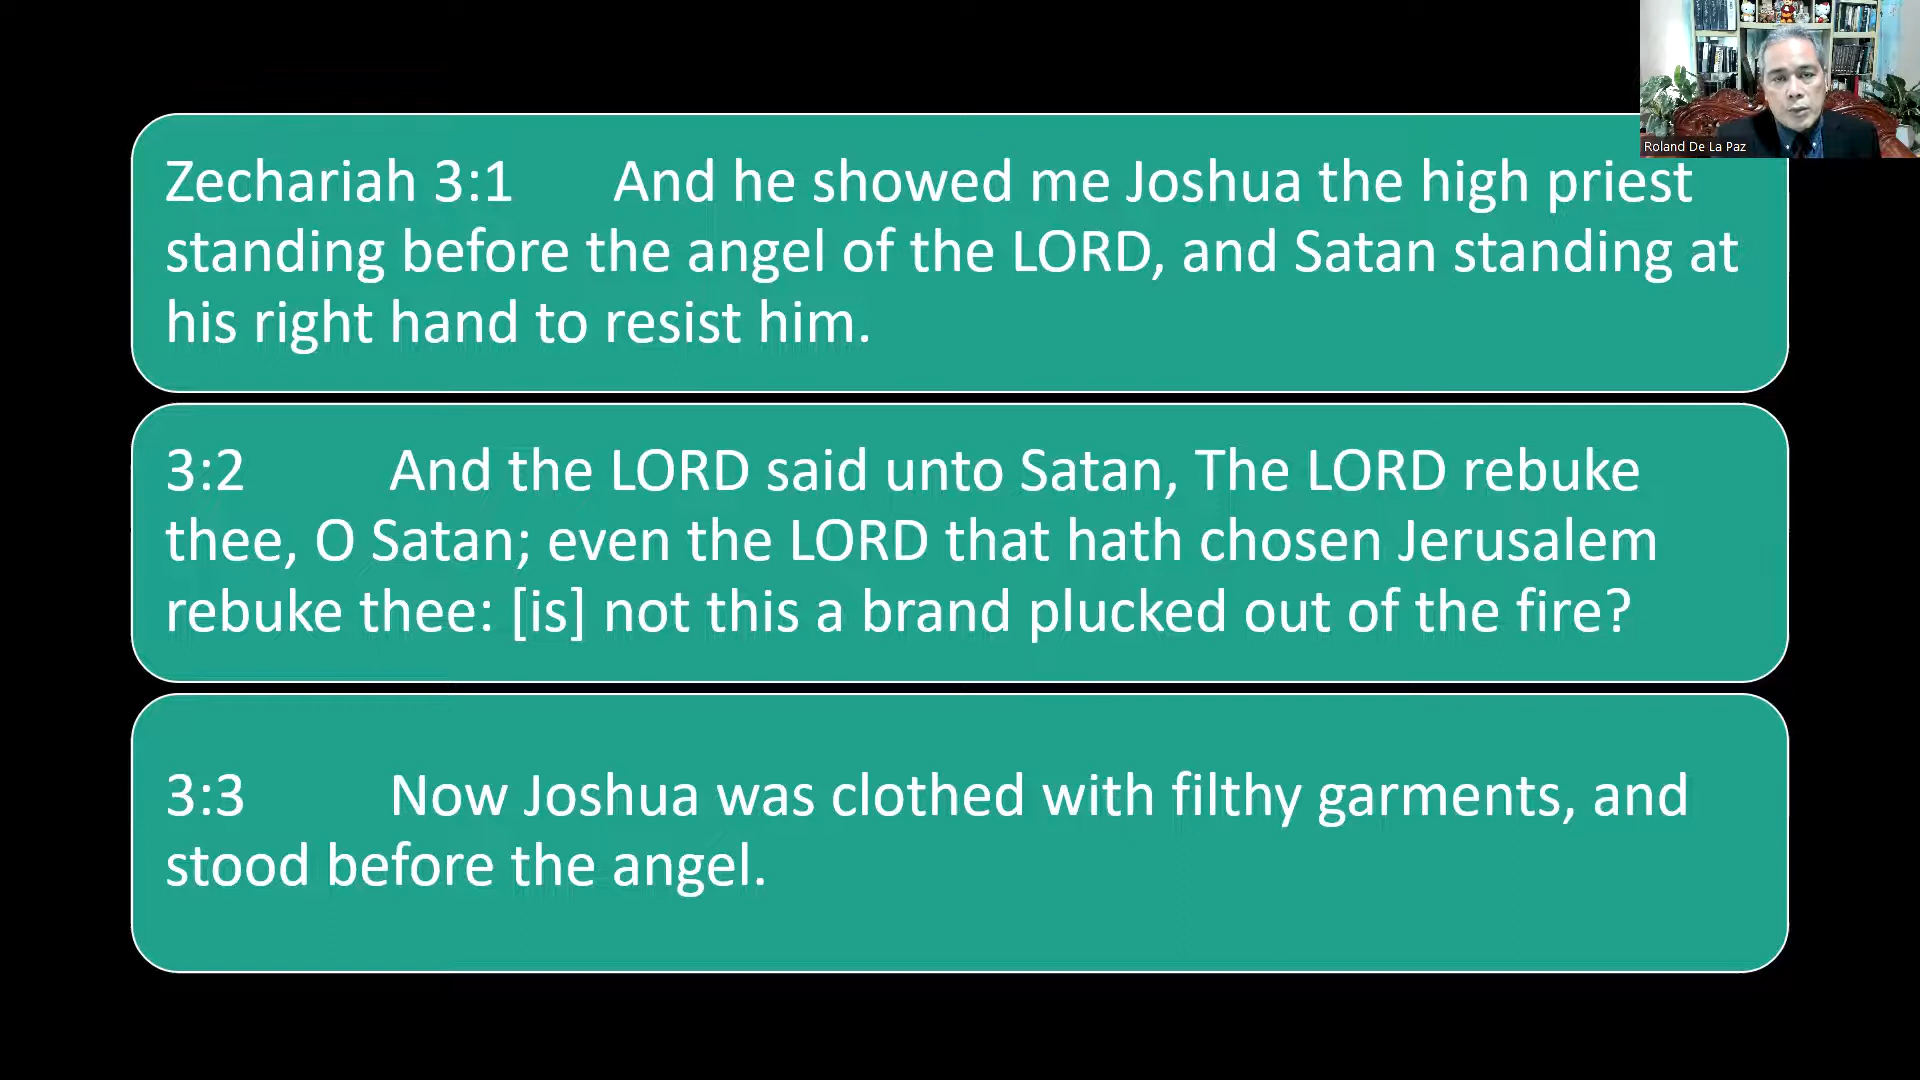 Roland De La Paz
Zechariah 3:1 And he showed me Joshua the high priest
standing before the angel of the LORD, and Satan standing at
his right hand to resist him.
3:2 And the LORD said unto Satan, The LORD rebuke
thee, O Satan; even the LORD that hath chosen Jerusalem
rebuke thee: [is] not this a brand plucked out of the fire?
3:3 Now Joshua was clothed with filthy garments, and
stood before the angel.